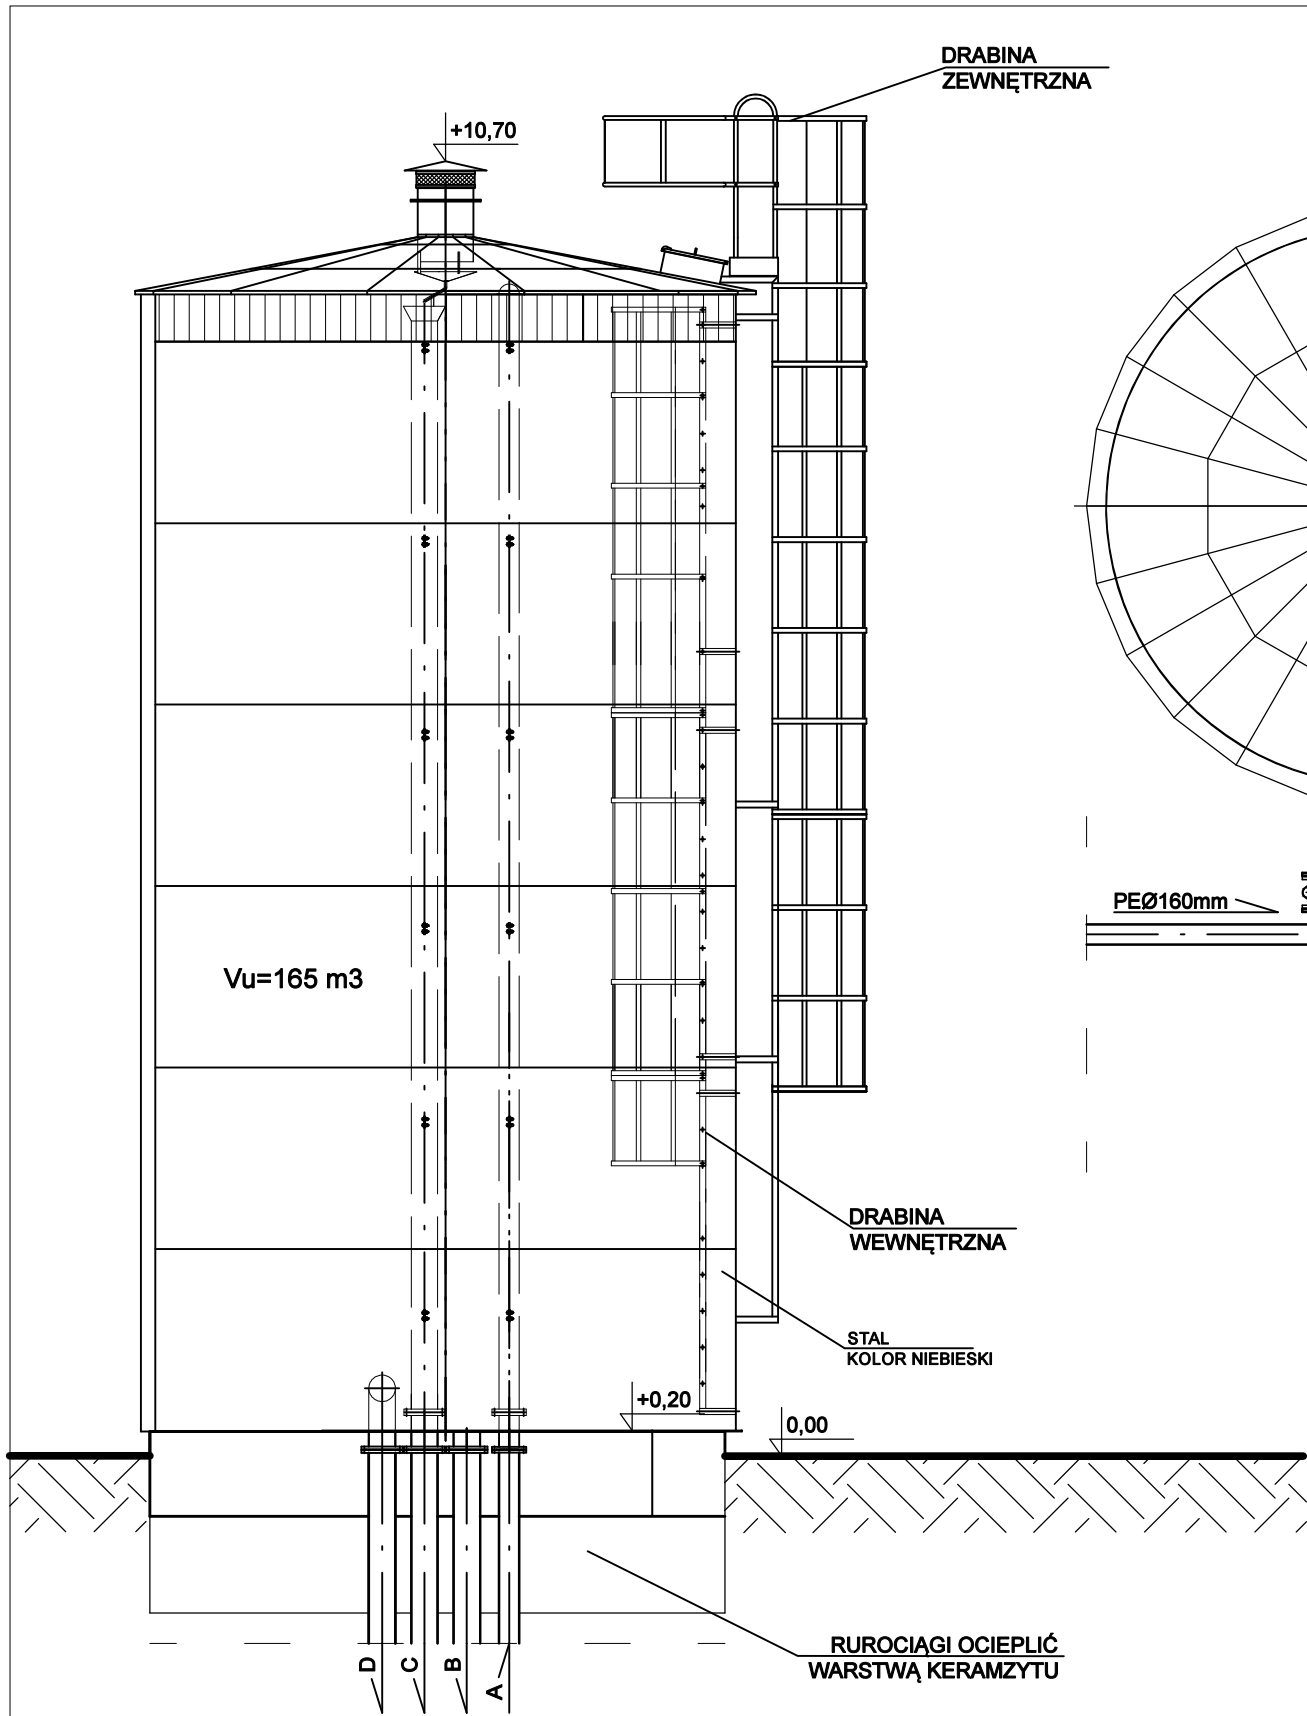 DRABINA
ZEWNĘTRZNA
+10,70
PEØ160mm
Vu=165 m3
DRABINA
WEWNĘTRZNA
STAL
KOLOR NIEBIESKI
+0,20
0,00
RUROCIĄGI OCIEPLIĆ
WARSTWĄ KERAMZYTU
D
C
B
A